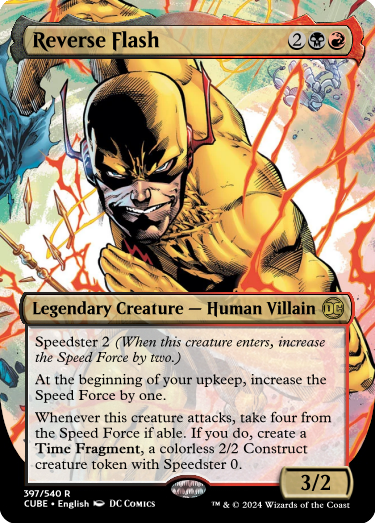 Reverse Flash 2
Legendary Creature — Human Villain DC
Speedster 2 (When this creature enters, increase
the Speed Force by two.)
At the beginning of your upkeep, increase the
Speed Force by one.
Whenever this creature attacks, take four from
the Speed Force if able. If you do, create a
Time Fragment, a colorless 2/2 Construct
creature token with Speedster 0.
3/2
397/540 R
CUBE • English DC COMICS
™ & © 2024 Wizards of the Coast